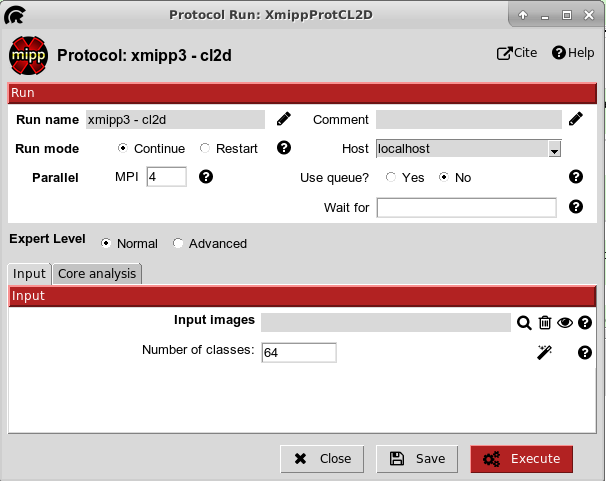 Protocol Run: XmippProtCL2D
mipp Protocol: xmipp3 - cl2d Cite Help
Run
Run name xmipp3 - cl2d Comment
Run mode Continue Restart Host localhost
Parallel MPI 4 Use queue? Yes No
Wait for
Expert Level Normal Advanced
Input Core analysis
Input
Input images
Number of classes: 64
Close Save Execute